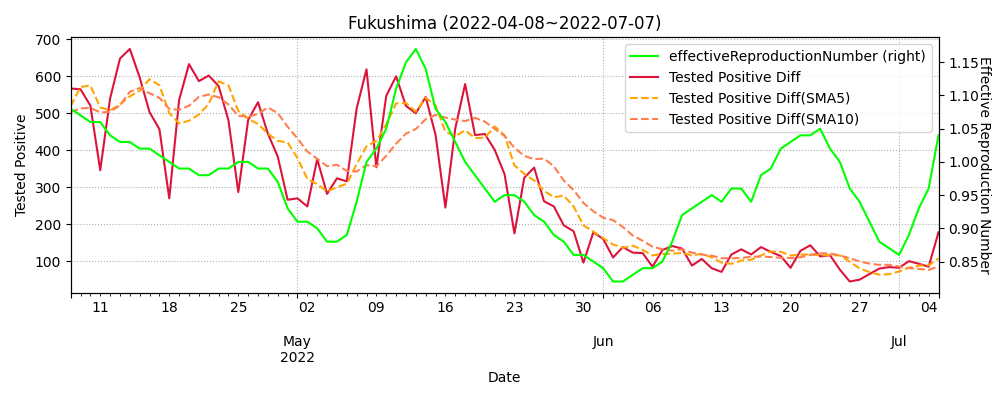 Fukushima (2022-04-08~2022-07-07)
effectiveReproductionNumber (right)
Tested Positive Diff
Tested Positive Diff(SMA5)
Tested Positive Diff(SMA10)
Tested Positive
700
600
500
400
300
200
100
Effective Reproduction Number
1.15
1.10
1.05
1.00
0.95
0.90
0.85
11 18 25 02 09 16 23 30 06 13 20 27 04
May Jun Jul
2022
Date